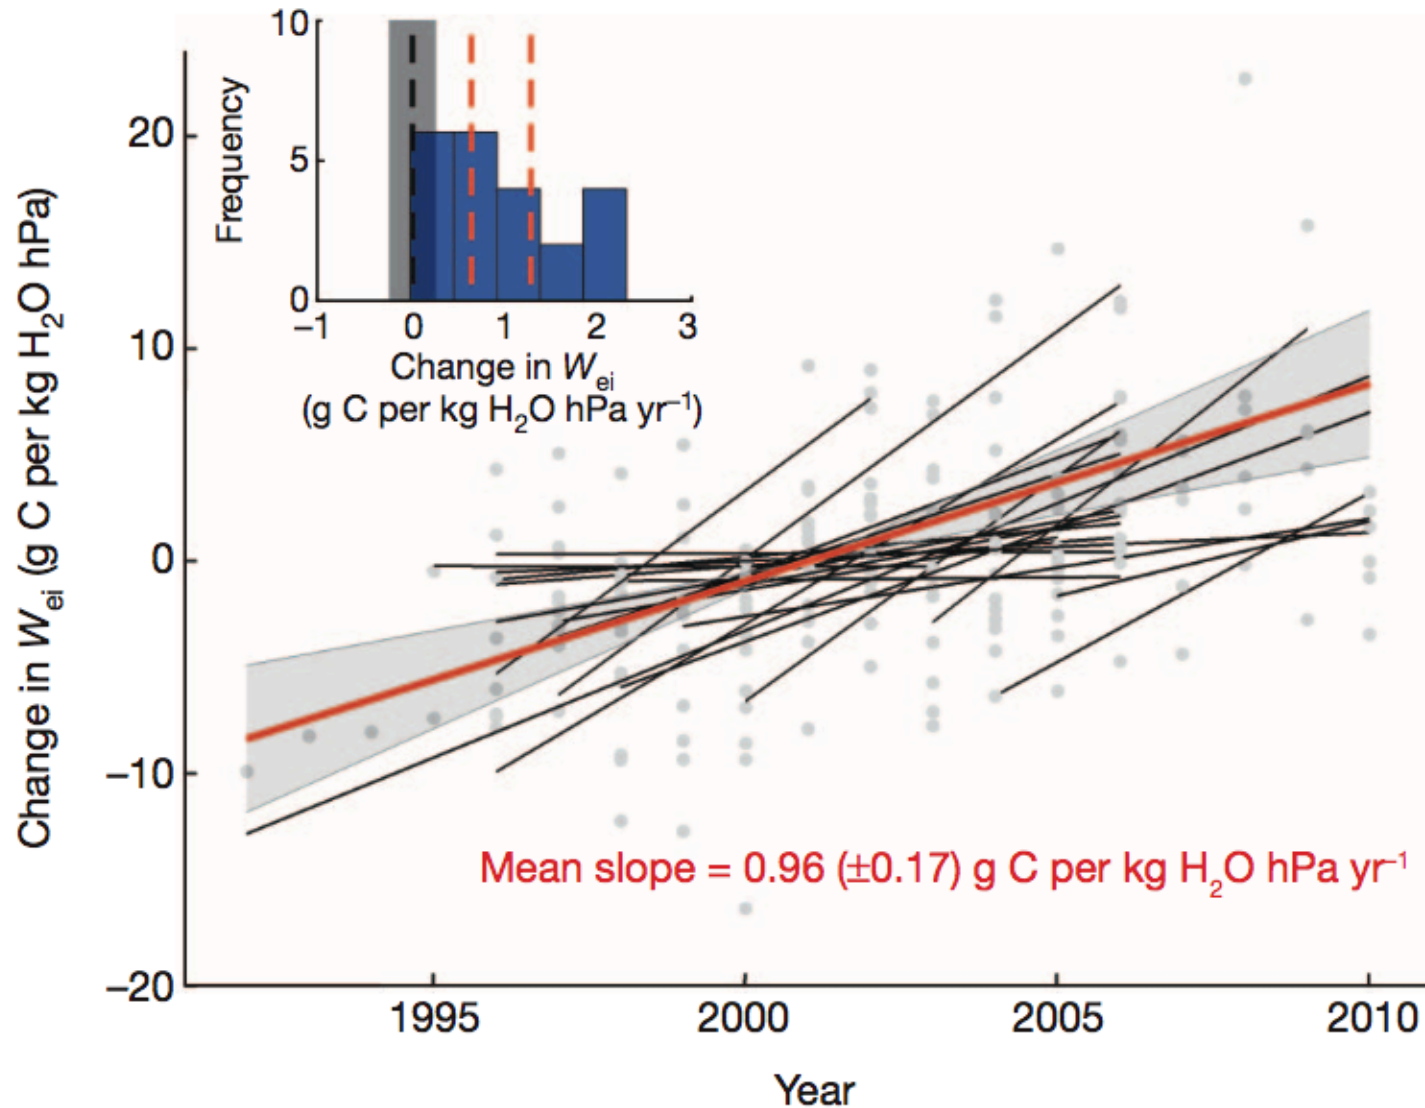 Change in Wei (g C per kg H2O hPa)
20
10
0
−10
−20
Frequency
10
5
0
−1 0 1 2 3
Change in Wei
(g C per kg H2O hPa yr−1)
Mean slope = 0.96 (±0.17) g C per kg H2O hPa yr−1
1995 2000 2005 2010
Year